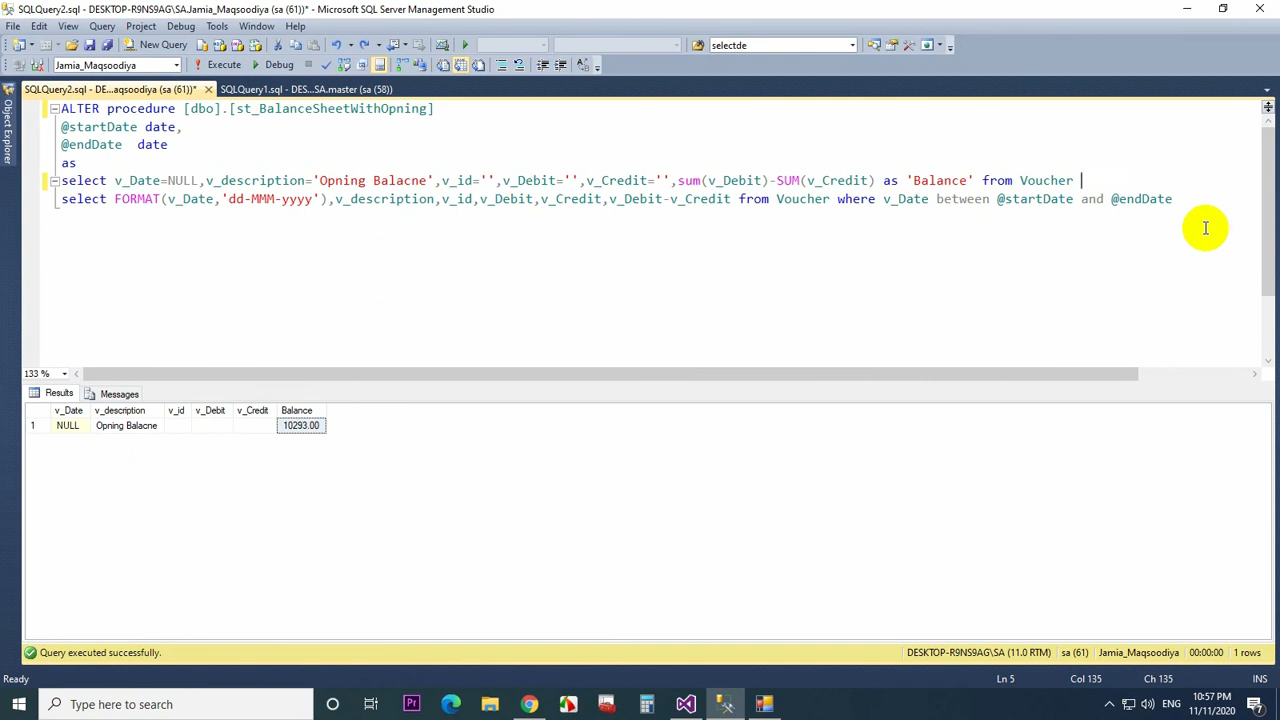 SQLQuery2.sql - DESKTOP-R9NS9AG\SA.Jamia_Maqsoodiya (sa (61))* - Microsoft SQL Server Management Studio
File Edit View Query Project Debug Tools Window Help
New Query selectde
Jamia_Maqsoodiya Execute Debug
SQLQuery2.sql - DE...aqsoodiya (sa (61))* SQLQuery1.sql - DES...SA.master (sa (58))
Object Explorer
ALTER procedure [dbo].[st_BalanceSheetWithOpning]
@startDate date,
@endDate date
as
select v_Date=NULL,v_description='Opning Balacne',v_id='',v_Debit='',v_Credit='',sum(v_Debit)-SUM(v_Credit) as 'Balance' from Voucher
select FORMAT(v_Date,'dd-MMM-yyyy'),v_description,v_id,v_Debit,v_Credit,v_Debit-v_Credit from Voucher where v_Date between @startDate and @endDate
133 %
Results Messages
v_Date v_description v_id v_Debit v_Credit Balance
1 NULL Opning Balacne 10293.00
Query executed successfully. DESKTOP-R9NS9AG\SA (11.0 RTM) sa (61) Jamia_Maqsoodiya 00:00:00 1 rows
Ready Ln 5 Col 135 Ch 135 INS
Type here to search Pr ENG 10:57 PM
11/11/2020